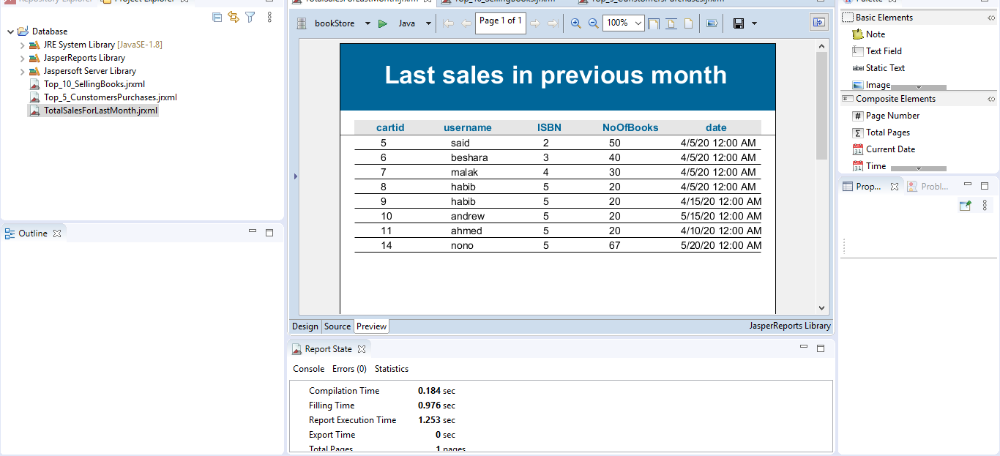 Repository Explorer Project Explorer
Database
JRE System Library [JavaSE-1.8]
JasperReports Library
Jaspersoft Server Library
Top_10_SellingBooks.jrxml
Top_5_CunstomersPurchases.jrxml
TotalSalesForLastMonth.jrxml
Outline
TotalSalesForLastMonth.jrxml Top_10_SellingBooks.jrxml Top_5_CunstomersPurchases.jrxml
bookStore Java Page 1 of 1 100%
Last sales in previous month
cartid username ISBN NoOfBooks date
5 said 2 50 4/5/20 12:00 AM
6 beshara 3 40 4/5/20 12:00 AM
7 malak 4 30 4/5/20 12:00 AM
8 habib 5 20 4/5/20 12:00 AM
9 habib 5 20 4/15/20 12:00 AM
10 andrew 5 20 5/15/20 12:00 AM
11 ahmed 5 20 4/10/20 12:00 AM
14 nono 5 67 5/20/20 12:00 AM
Design Source Preview JasperReports Library
Report State
Console Errors (0) Statistics
Compilation Time 0.184 sec
Filling Time 0.976 sec
Report Execution Time 1.253 sec
Export Time 0 sec
Total Pages 1 pages
Palette
Basic Elements
Note
Text Field
label Static Text
Image
Composite Elements
# Page Number
Σ Total Pages
31 Current Date
31 Time
Prop... Probl...